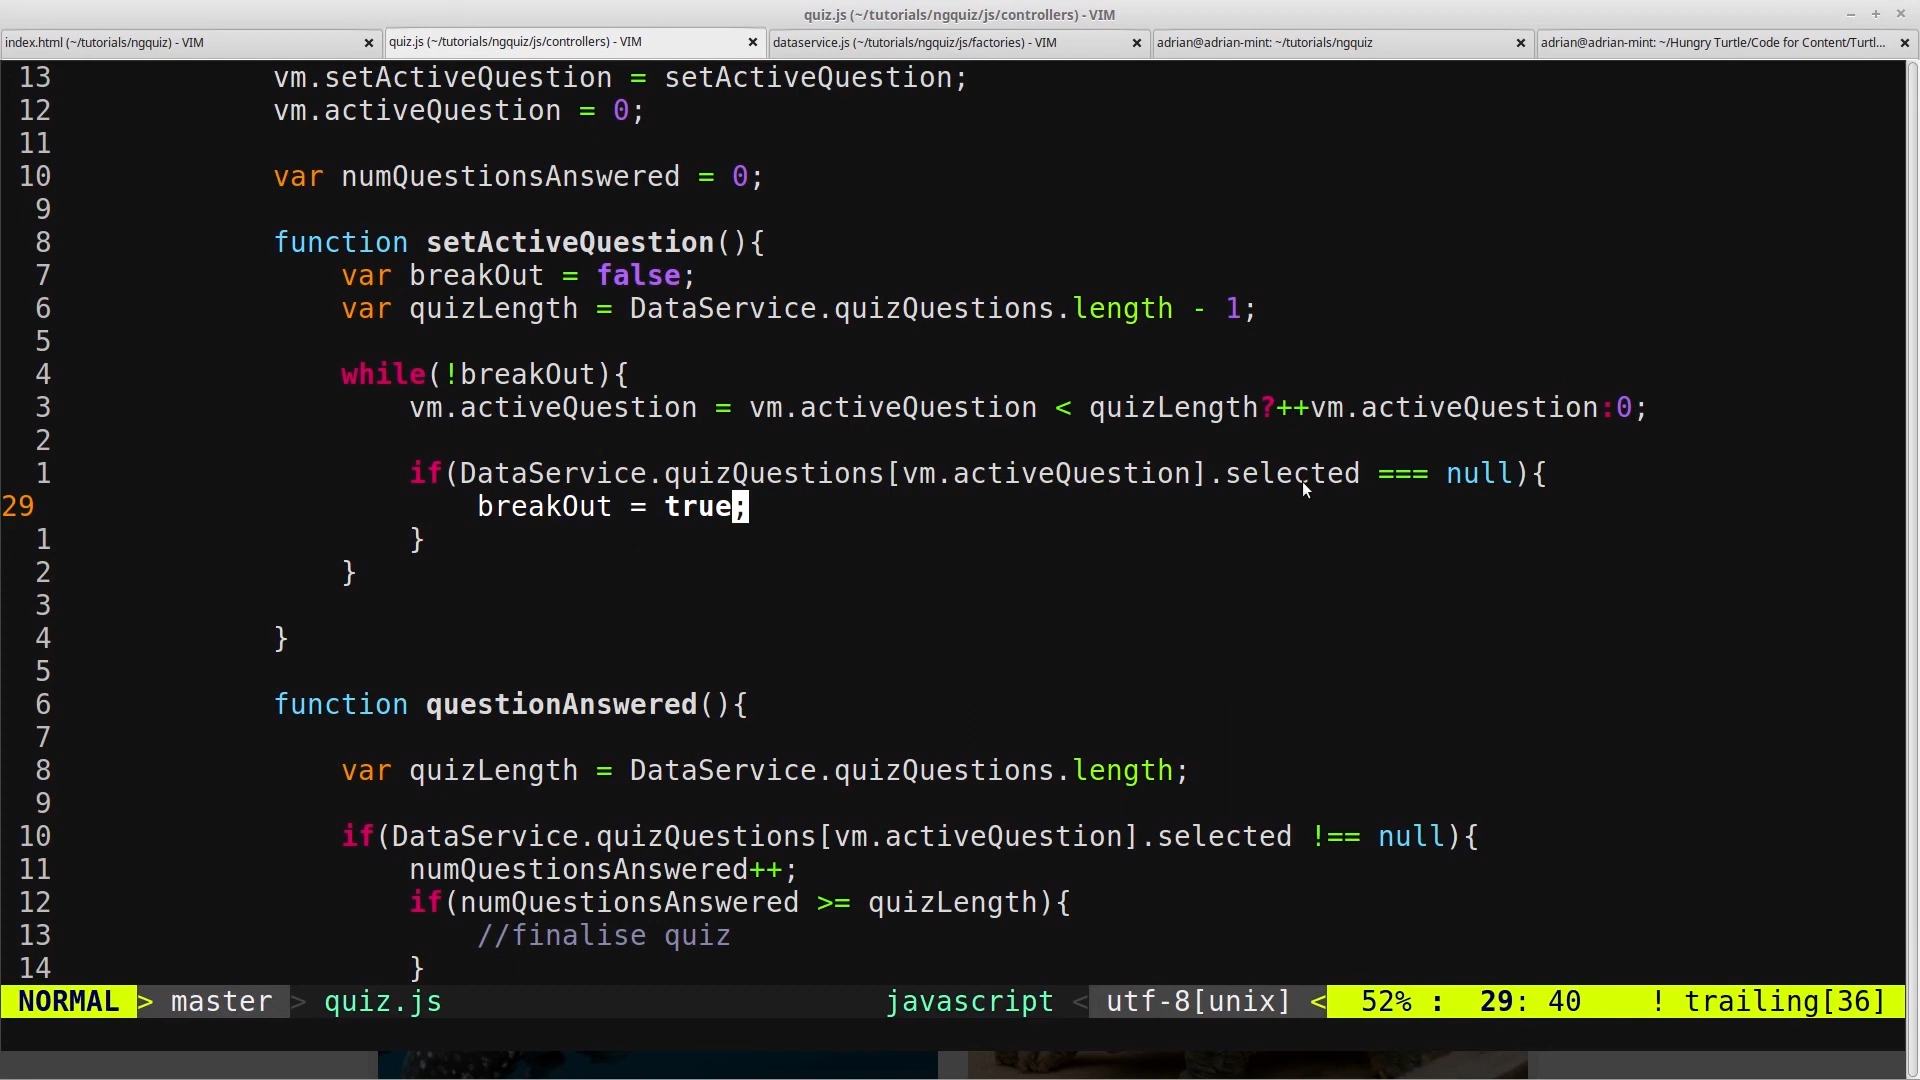 quiz.js (~/tutorials/ngquiz/js/controllers) - VIM
index.html (~/tutorials/ngquiz) - VIM
quiz.js (~/tutorials/ngquiz/js/controllers) - VIM
dataservice.js (~/tutorials/ngquiz/js/factories) - VIM
adrian@adrian-mint: ~/tutorials/ngquiz
adrian@adrian-mint: ~/Hungry Turtle/Code for Content/Turtl...
13 vm.setActiveQuestion = setActiveQuestion;
12 vm.activeQuestion = 0;
11
10 var numQuestionsAnswered = 0;
9
8 function setActiveQuestion(){
7 var breakOut = false;
6 var quizLength = DataService.quizQuestions.length - 1;
5
4 while(!breakOut){
3 vm.activeQuestion = vm.activeQuestion < quizLength?++vm.activeQuestion:0;
2
1 if(DataService.quizQuestions[vm.activeQuestion].selected === null){
29 breakOut = true;
1 }
2 }
3
4 }
5
6 function questionAnswered(){
7
8 var quizLength = DataService.quizQuestions.length;
9
10 if(DataService.quizQuestions[vm.activeQuestion].selected !== null){
11 numQuestionsAnswered++;
12 if(numQuestionsAnswered >= quizLength){
13 //finalise quiz
14 }
NORMAL > master > quiz.js javascript < utf-8[unix] < 52% : 29: 40 ! trailing[36]